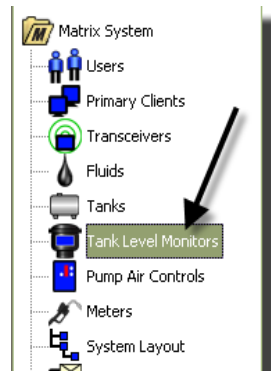 Matrix System
Users
Primary Clients
Transceivers
Fluids
Tanks
Tank Level Monitors
Pump Air Controls
Meters
System Layout